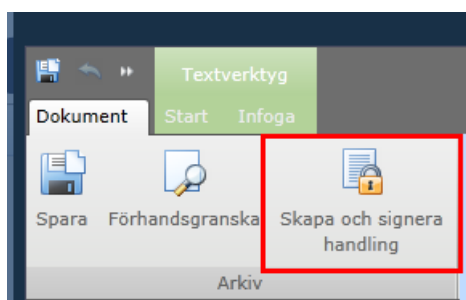 Textverktyg
Dokument Start Infoga
Spara Förhandsgranska Skapa och signera
handling
Arkiv